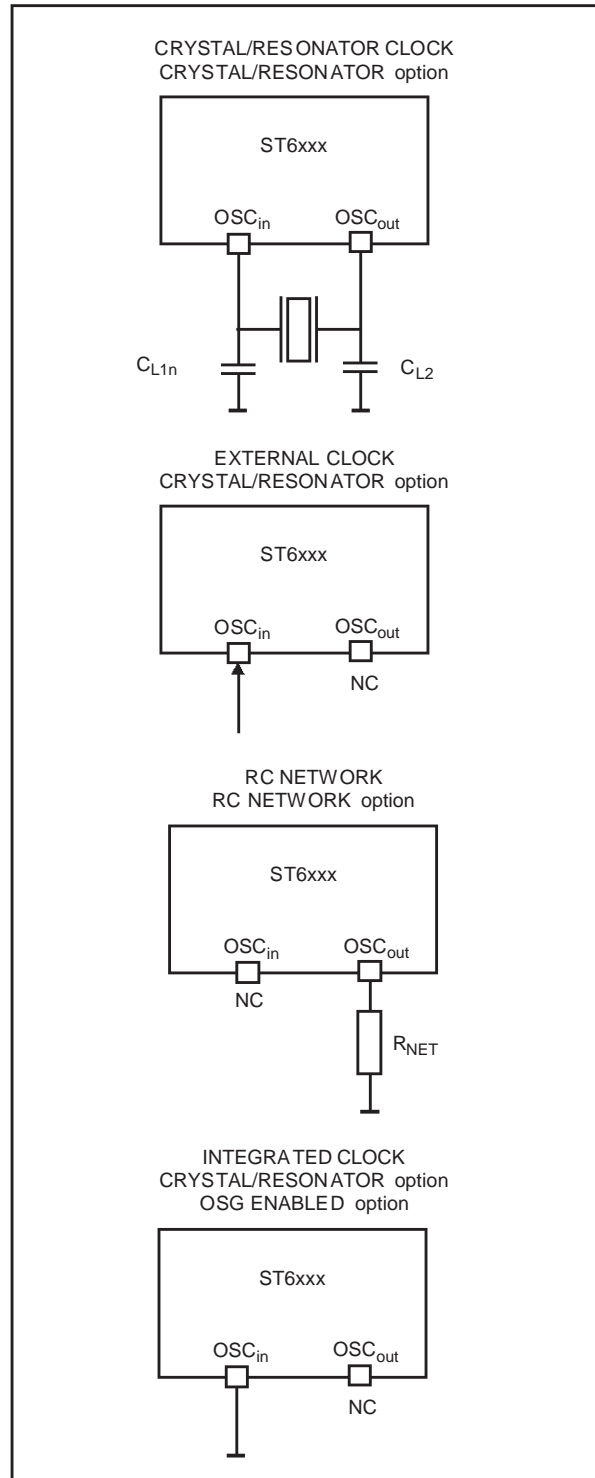 CRYSTAL/RESONATOR CLOCK
CRYSTAL/RESONATOR option
ST6xxx
OSCin OSCout
CL1n CL2
EXTERNAL CLOCK
CRYSTAL/RESONATOR option
ST6xxx
OSCin OSCout
NC
RC NETWORK
RC NETWORK option
ST6xxx
OSCin OSCout
NC
RNET
INTEGRATED CLOCK
CRYSTAL/RESONATOR option
OSG ENABLED option
ST6xxx
OSCin OSCout
NC